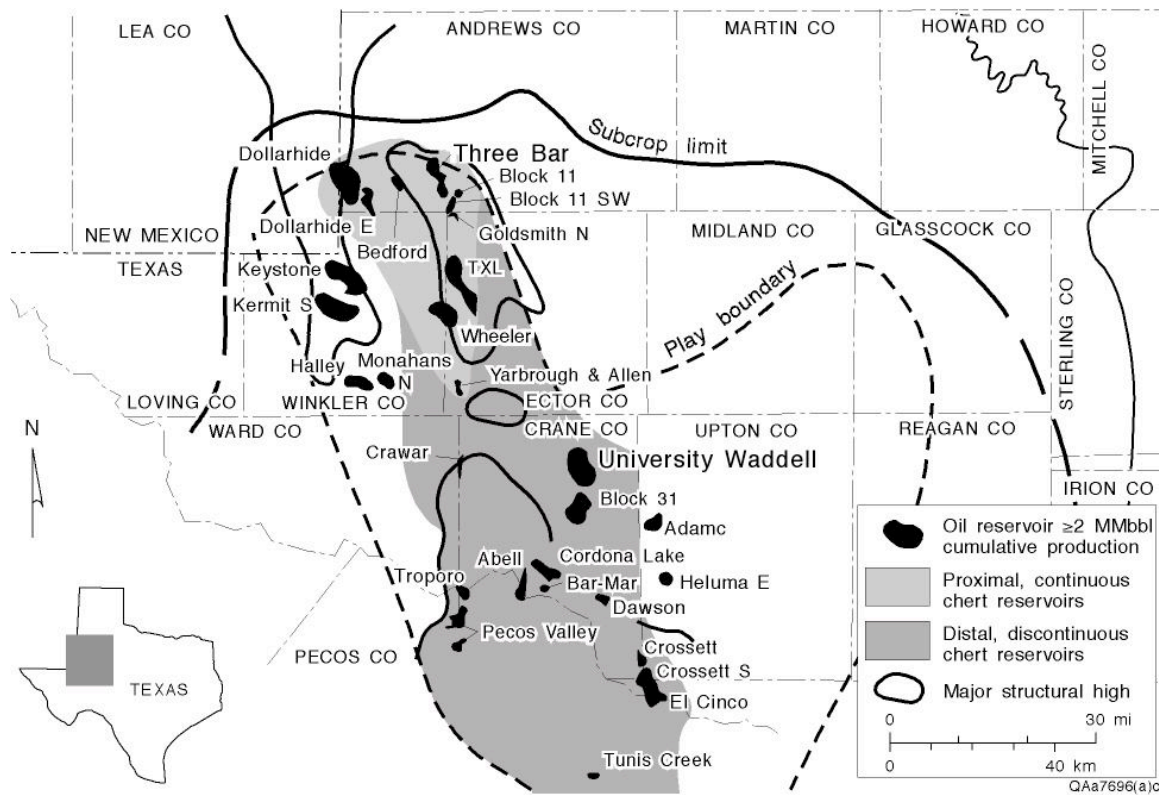 LEA CO
ANDREWS CO
MARTIN CO
HOWARD CO
MITCHELL CO
Subcrop limit
Dollarhide
Three Bar
Block 11
Block 11 SW
Dollarhide E
Goldsmith N
NEW MEXICO
Bedford
MIDLAND CO
GLASSCOCK CO
TEXAS
Keystone
TXL
Kermit S
Wheeler
Play boundary
STERLING CO
Halley
Monahans
N
Yarbrough & Allen
LOVING CO
WINKLER CO
ECTOR CO
WARD CO
CRANE CO
UPTON CO
REAGAN CO
N
Crawar
University Waddell
IRION CO
Block 31
Adamc
Abell
Cordona Lake
Troporo
Bar-Mar
Heluma E
Dawson
Pecos Valley
PECOS CO
Crossett
Crossett S
El Cinco
TEXAS
Tunis Creek
Oil reservoir ≥2 MMbbl
cumulative production
Proximal, continuous
chert reservoirs
Distal, discontinuous
chert reservoirs
Major structural high
0 30 mi
0 40 km
QAa7696(a)c